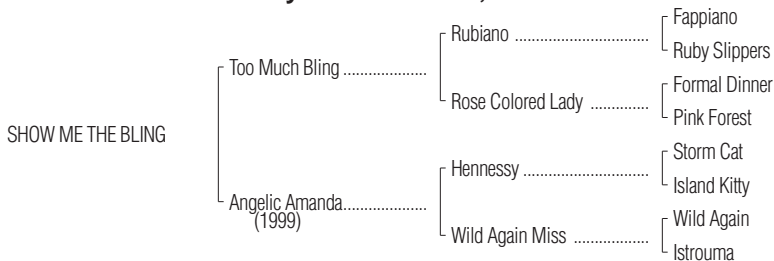 Fappiano
Rubiano ......................................
Ruby Slippers
Too Much Bling .....................
Formal Dinner
Rose Colored Lady ................
Pink Forest
SHOW ME THE BLING
Storm Cat
Hennessy ...................................
Island Kitty
Angelic Amanda.....................
(1999)
Wild Again
Wild Again Miss .....................
Istrouma